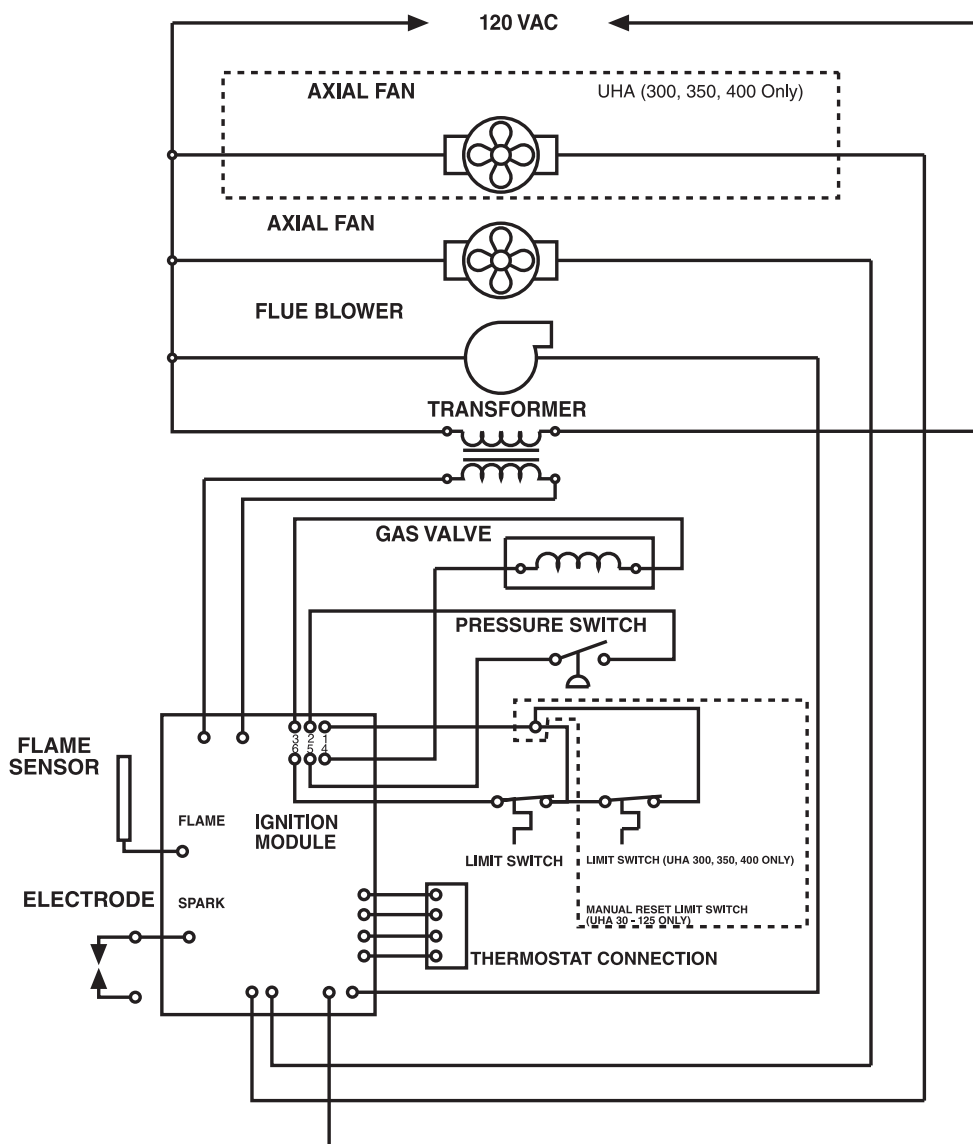 120 VAC
AXIAL FAN UHA (300, 350, 400 Only)
AXIAL FAN
FLUE BLOWER
TRANSFORMER
GAS VALVE
PRESSURE SWITCH
3 2 1
6 5 4
FLAME
SENSOR
FLAME
IGNITION
MODULE
LIMIT SWITCH
LIMIT SWITCH (UHA 300, 350, 400 ONLY)
ELECTRODE
SPARK
MANUAL RESET LIMIT SWITCH
(UHA 30 - 125 ONLY)
THERMOSTAT CONNECTION